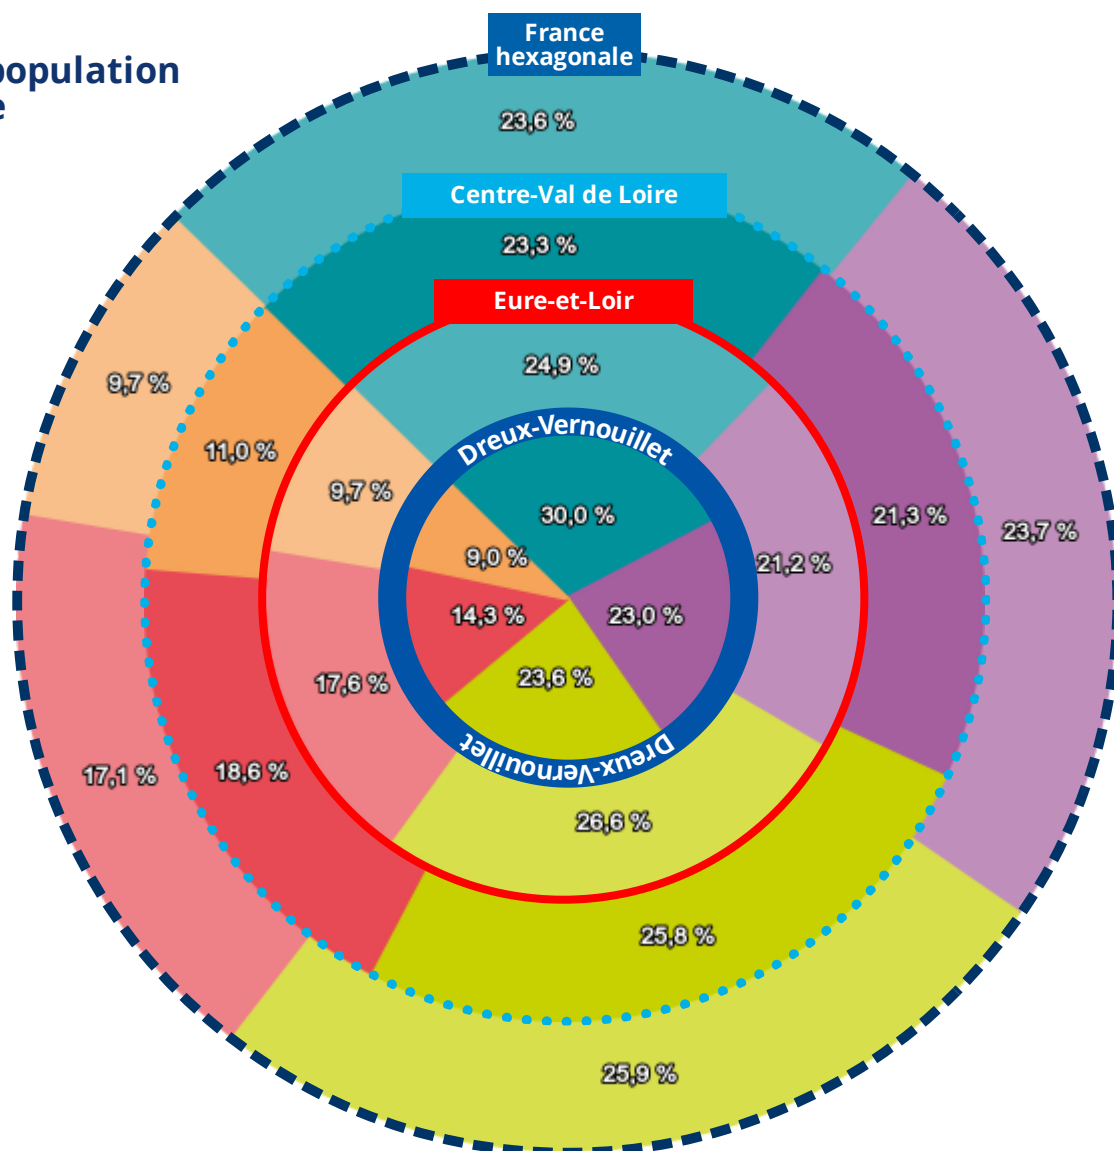 France
hexagonale
population
e
23,6 %
Centre-Val de Loire
23,3 %
Eure-et-Loir
24,9 %
9,7 %
Dreux-Vernouillet
11,0 %
9,7 %
30,0 %
21,3 %
23,7 %
9,0 %
21,2 %
14,3 %
23,0 %
23,6 %
17,6 %
Dreux-Vernouillet
17,1 %
18,6 %
26,6 %
25,8 %
25,9 %